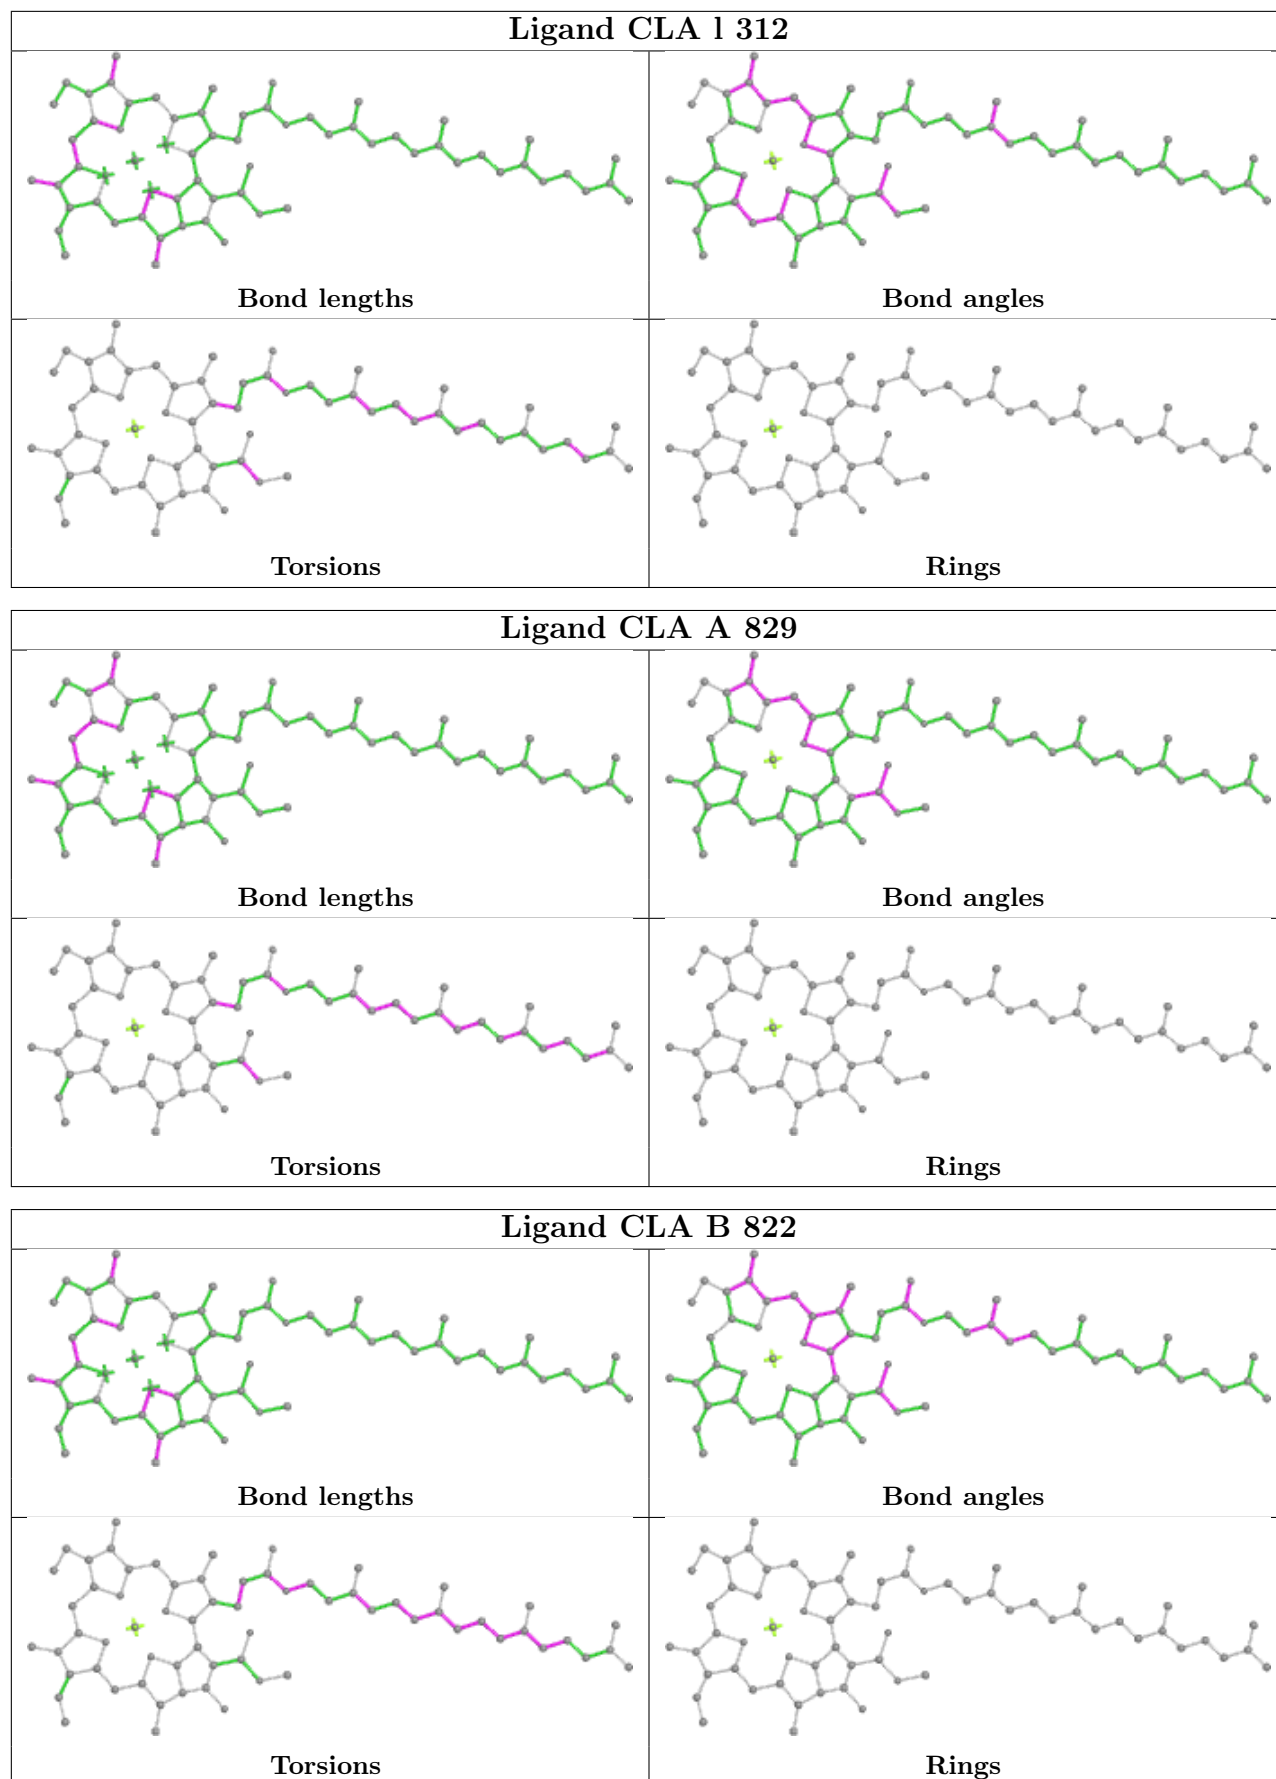 Ligand CLA l 312
Bond lengths
Bond angles
Torsions
Rings
Ligand CLA A 829
Bond lengths
Bond angles
Torsions
Rings
Ligand CLA B 822
Bond lengths
Bond angles
Torsions
Rings